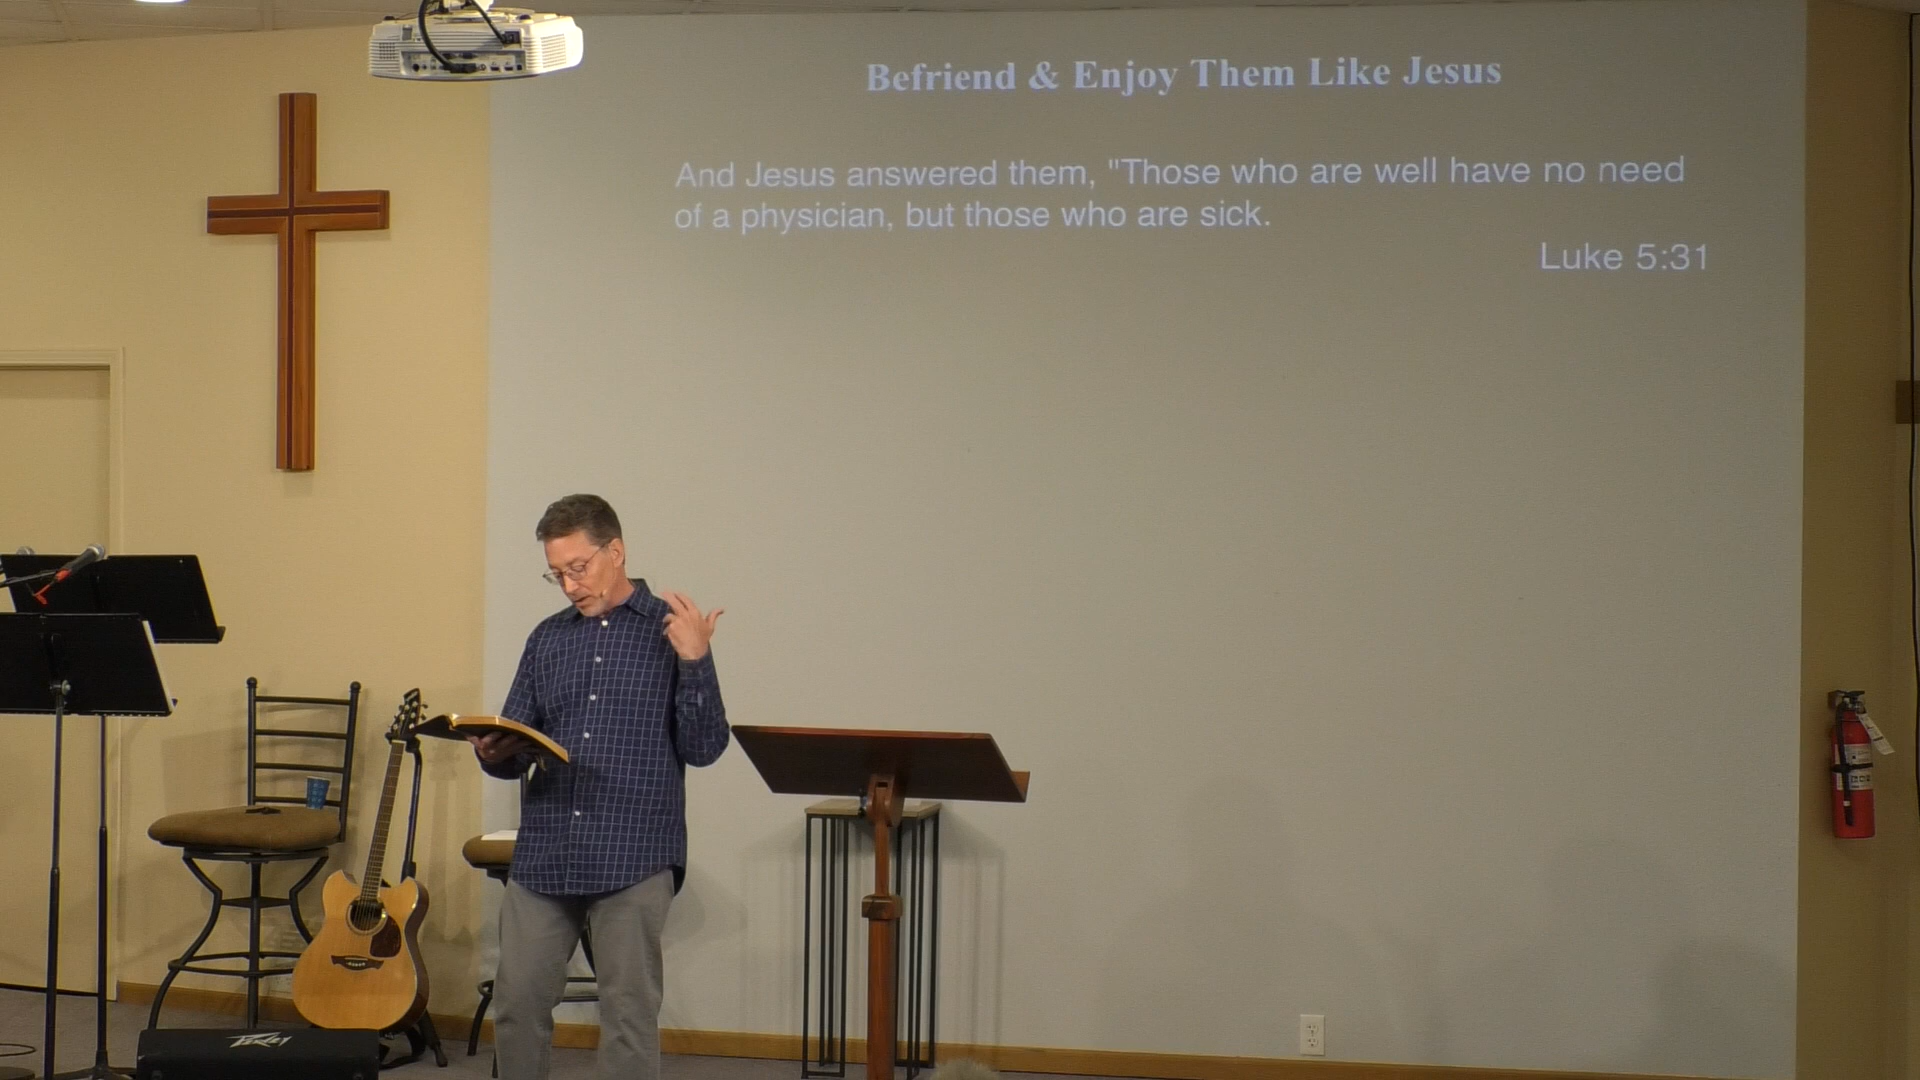 Befriend & Enjoy Them Like Jesus
And Jesus answered them, "Those who are well have no need
of a physician, but those who are sick.
Luke 5:31
Peavey